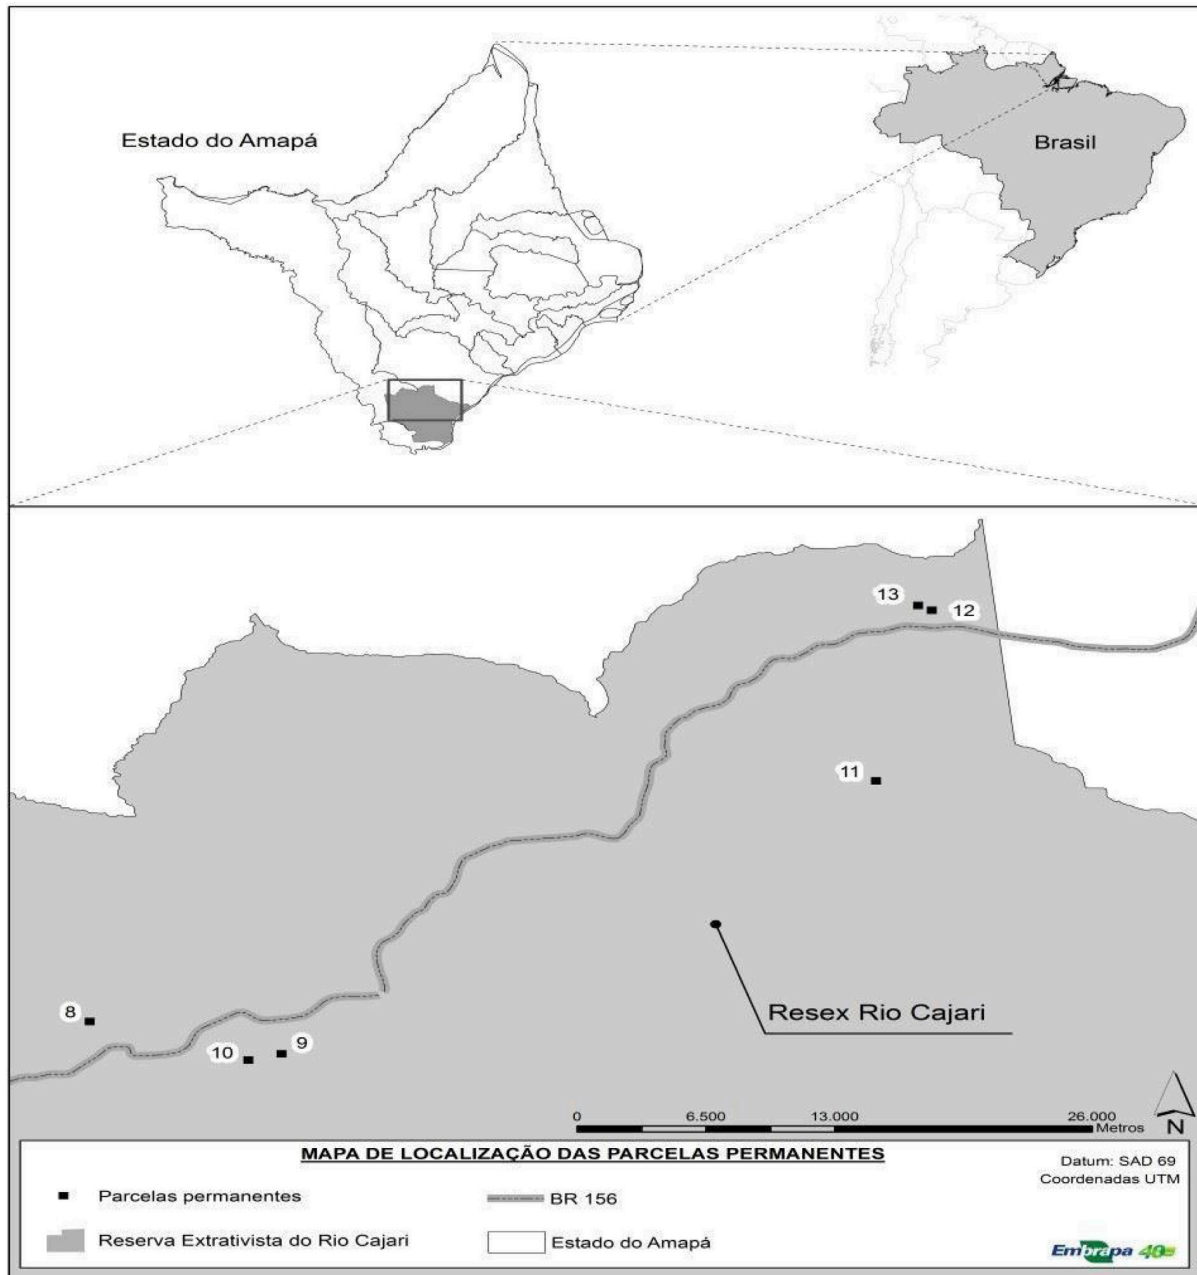 Estado do Amapá
Brasil
13
12
11
8
9
10
Resex Rio Cajari
0 6.500 13.000 26.000
Metros
N
MAPA DE LOCALIZAÇÃO DAS PARCELAS PERMANENTES
Datum: SAD 69
Coordenadas UTM
Parcelas permanentes
BR 156
Reserva Extrativista do Rio Cajari
Estado do Amapá
Embrapa 40